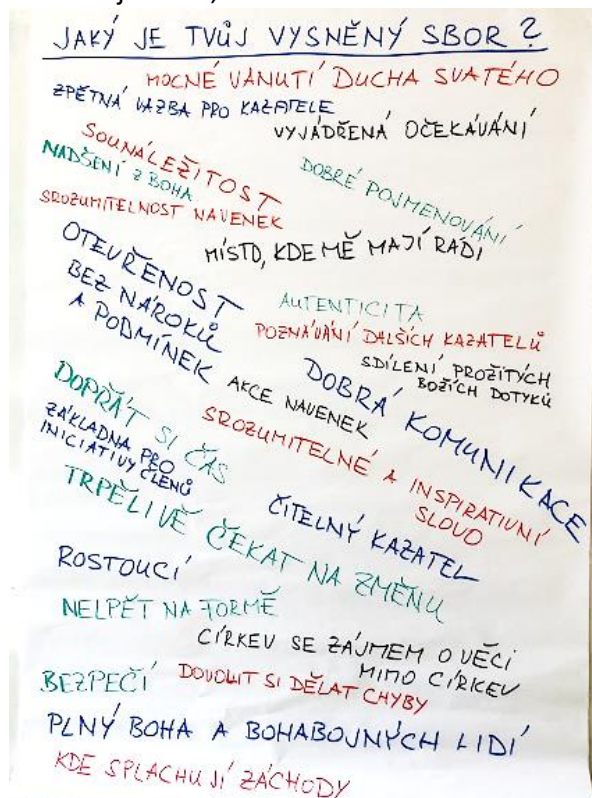 JAKÝ JE TVŮJ VYSNĚNÝ SBOR?
MOCNÉ VANUTÍ DUCHA SVATÉHO
ZPĚTNÁ VAZBA PRO KAZATELE
VYJÁDŘENÁ OČEKÁVÁNÍ
SOUNÁLEŽITOST
NADŠENÍ Z BOHA
DOBRÉ POJMENOVÁNÍ
SROZUMITELNOST NAVENEK
MÍSTO, KDE MĚ MAJÍ RÁDI
OTEVŘENOST
BEZ NÁROKŮ
A PODMÍNEK
AUTENTICITA
POZNÁVÁNÍ DALŠÍCH KAZATELŮ
SDÍLENÍ PROŽITÝCH
BOŽÍCH DOTYKŮ
DOBRÁ KOMUNIKACE
AKCE NAVENEK
DOPŘÁT SI ČAS
SROZUMITELNÉ A INSPIRATIVNÍ
SLOVO
ZÁKLADNA PRO
INICIATIVY ČLENŮ
TRPĚLIVĚ ČEKAT NA ZMĚNU
ČITELNÝ KAZATEL
ROSTOUCÍ
NELPĚT NA FORMĚ
CÍRKEV SE ZÁJMEM O VĚCI
MIMO CÍRKEV
BEZPEČÍ
DOVOLIT SI DĚLAT CHYBY
PLNÝ BOHA A BOHABOJNÝCH LIDÍ
KDE SPLACHUJÍ ZÁCHODY